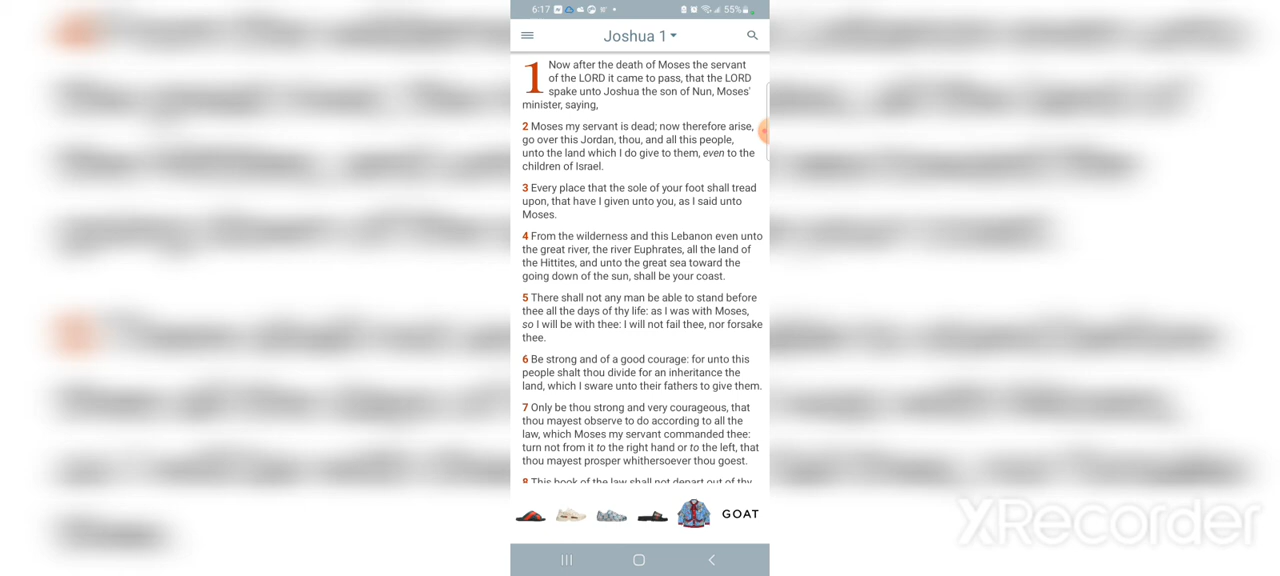 6:17
55%
Joshua 1
1 Now after the death of Moses the servant
of the LORD it came to pass, that the LORD
spake unto Joshua the son of Nun, Moses'
minister, saying,
2 Moses my servant is dead; now therefore arise,
go over this Jordan, thou, and all this people,
unto the land which I do give to them, even to the
children of Israel.
3 Every place that the sole of your foot shall tread
upon, that have I given unto you, as I said unto
Moses.
4 From the wilderness and this Lebanon even unto
the great river, the river Euphrates, all the land of
the Hittites, and unto the great sea toward the
going down of the sun, shall be your coast.
5 There shall not any man be able to stand before
thee all the days of thy life: as I was with Moses,
so I will be with thee: I will not fail thee, nor forsake
thee.
6 Be strong and of a good courage: for unto this
people shalt thou divide for an inheritance the
land, which I sware unto their fathers to give them.
7 Only be thou strong and very courageous, that
thou mayest observe to do according to all the
law, which Moses my servant commanded thee:
turn not from it to the right hand or to the left, that
thou mayest prosper whithersoever thou goest.
8 This book of the law shall not depart out of thy
GOAT
XRecorder